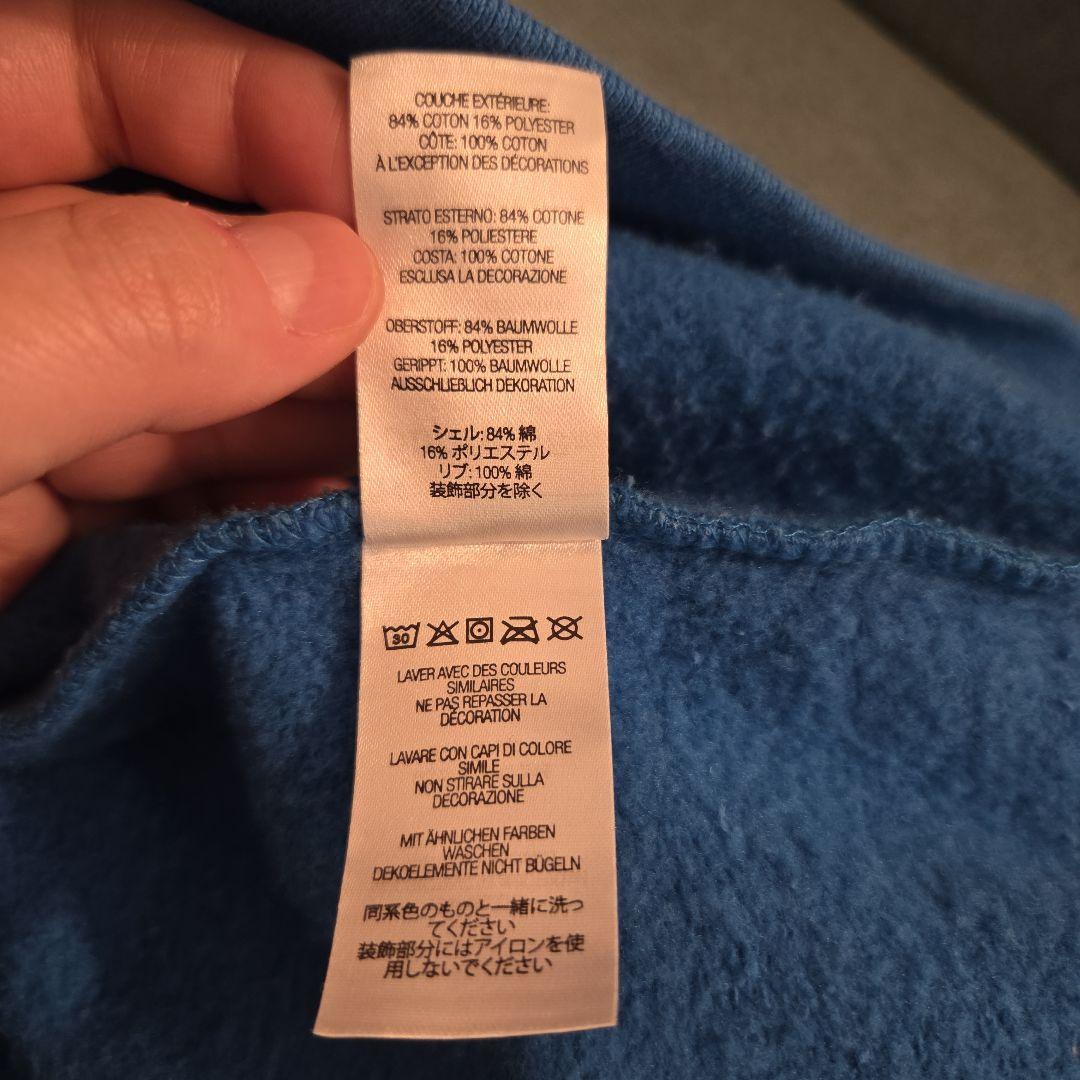 COUCHE EXTÉRIEURE:
84% COTON 16% POLYESTER
CÔTE: 100% COTON
À L'EXCEPTION DES DÉCORATIONS
STRATO ESTERNO: 84% COTONE
16% POLIESTERE
COSTA: 100% COTONE
ESCLUSA LA DECORAZIONE
OBERSTOFF: 84% BAUMWOLLE
16% POLYESTER
GERIPPT: 100% BAUMWOLLE
AUSSCHLIEßLICH DEKORATION
シェル: 84% 綿
16% ポリエステル
リブ: 100% 綿
装飾部分を除く
30
LAVER AVEC DES COULEURS
SIMILAIRES
NE PAS REPASSER LA
DÉCORATION
LAVARE CON CAPI DI COLORE
SIMILE
NON STIRARE SULLA
DECORAZIONE
MIT ÄHNLICHEN FARBEN
WASCHEN
DEKOELEMENTE NICHT BÜGELN
同系色のものと一緒に洗っ
てください
装飾部分にはアイロンを使
用しないでください